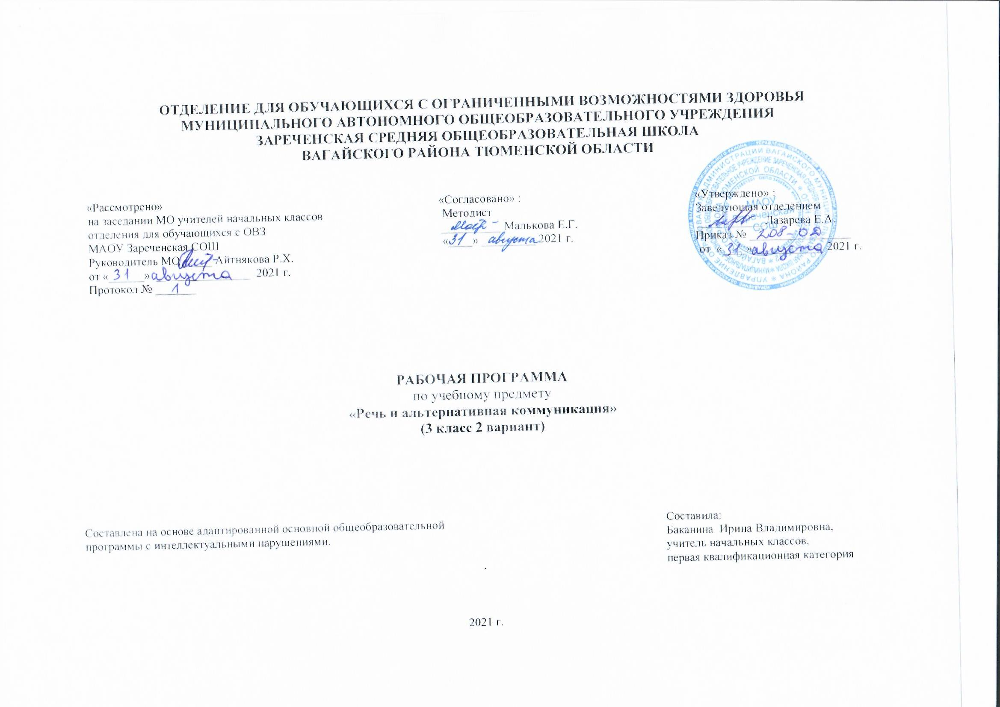 ОТДЕЛЕНИЕ ДЛЯ ОБУЧАЮЩИХСЯ С ОГРАНИЧЕННЫМИ ВОЗМОЖНОСТЯМИ ЗДОРОВЬЯ
МУНИЦИПАЛЬНОГО АВТОНОМНОГО ОБЩЕОБРАЗОВАТЕЛЬНОГО УЧРЕЖДЕНИЯ
ЗАРЕЧЕНСКАЯ СРЕДНЯЯ ОБЩЕОБРАЗОВАТЕЛЬНАЯ ШКОЛА
ВАГАЙСКОГО РАЙОНА ТЮМЕНСКОЙ ОБЛАСТИ
«Рассмотрено»
на заседании МО учителей начальных классов
отделения для обучающихся с ОВЗ
МАОУ Зареченская СОШ
Руководитель МО Айтнякова Р.Х.
от «31» августа 2021 г.
Протокол № 1
«Согласовано» :
Методист
Малькова Е.Г.
«31» августа 2021 г.
«Утверждено» :
Заведующая отделением
Лазарева Е.А.
Приказ № 208-ОД
от «31» августа 2021 г.
МАОУ
Зареченская
СОШ
РАБОЧАЯ ПРОГРАММА
по учебному предмету
«Речь и альтернативная коммуникация»
(3 класс 2 вариант)
Составлена на основе адаптированной основной общеобразовательной
программы с интеллектуальными нарушениями.
Составила:
Баканина Ирина Владимировна,
учитель начальных классов,
первая квалификационная категория
2021 г.